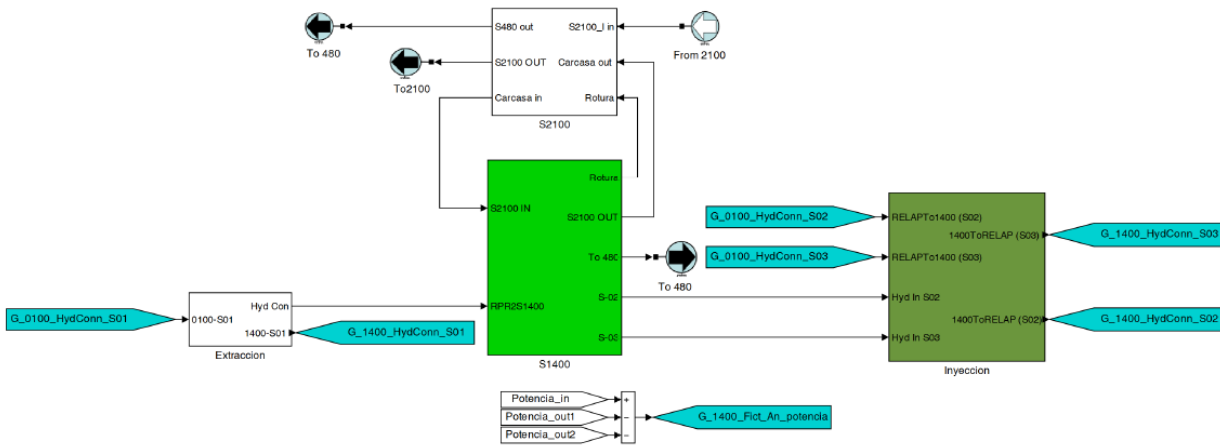 S480 out
S2100_I in
To 480
From 2100
S2100 OUT
Carcasa out
To2100
Carcasa in
Rotura
S2100
Rotura
S2100 IN
S2100 OUT
G_0100_HydConn_S02
RELAPTo1400 (S02)
1400ToRELAP (S03)
G_1400_HydConn_S03
To 480
G_0100_HydConn_S03
RELAPTo1400 (S03)
To 480
Hyd Con
RPR2S1400
S-02
Hyd In S02
G_0100_HydConn_S01
0100-S01
1400ToRELAP (S02)
G_1400_HydConn_S02
1400-S01
G_1400_HydConn_S01
S-03
Hyd In S03
Extraccion
S1400
Inyeccion
Potencia_in
+
Potencia_out1
−
G_1400_Fict_An_potencia
Potencia_out2
−